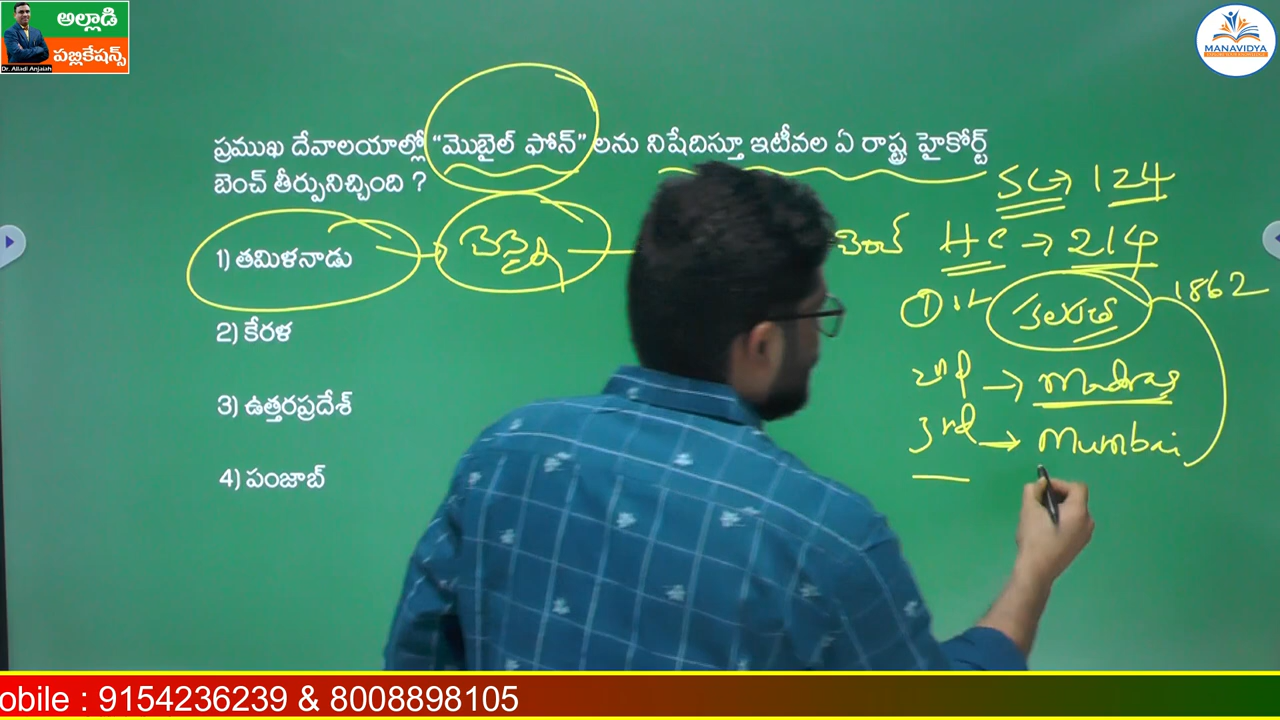 అల్లాడి
పబ్లికేషన్స్
Dr. Alladi Anjaiah
MANAVIDYA
ప్రముఖ దేవాలయాల్లో “మొబైల్ ఫోన్” లను నిషేదిస్తూ ఇటీవల ఏ రాష్ట్ర హైకోర్ట్
బెంచ్ తీర్పునిచ్చింది ?
SC → 124
1) తమిళనాడు
బెంచ్ HC → 214
1st కలకత్తా 1862
2) కేరళ
2nd → Madras
3) ఉత్తరప్రదేశ్
3rd → Mumbai
4) పంజాబ్
obile : 9154236239 & 8008898105